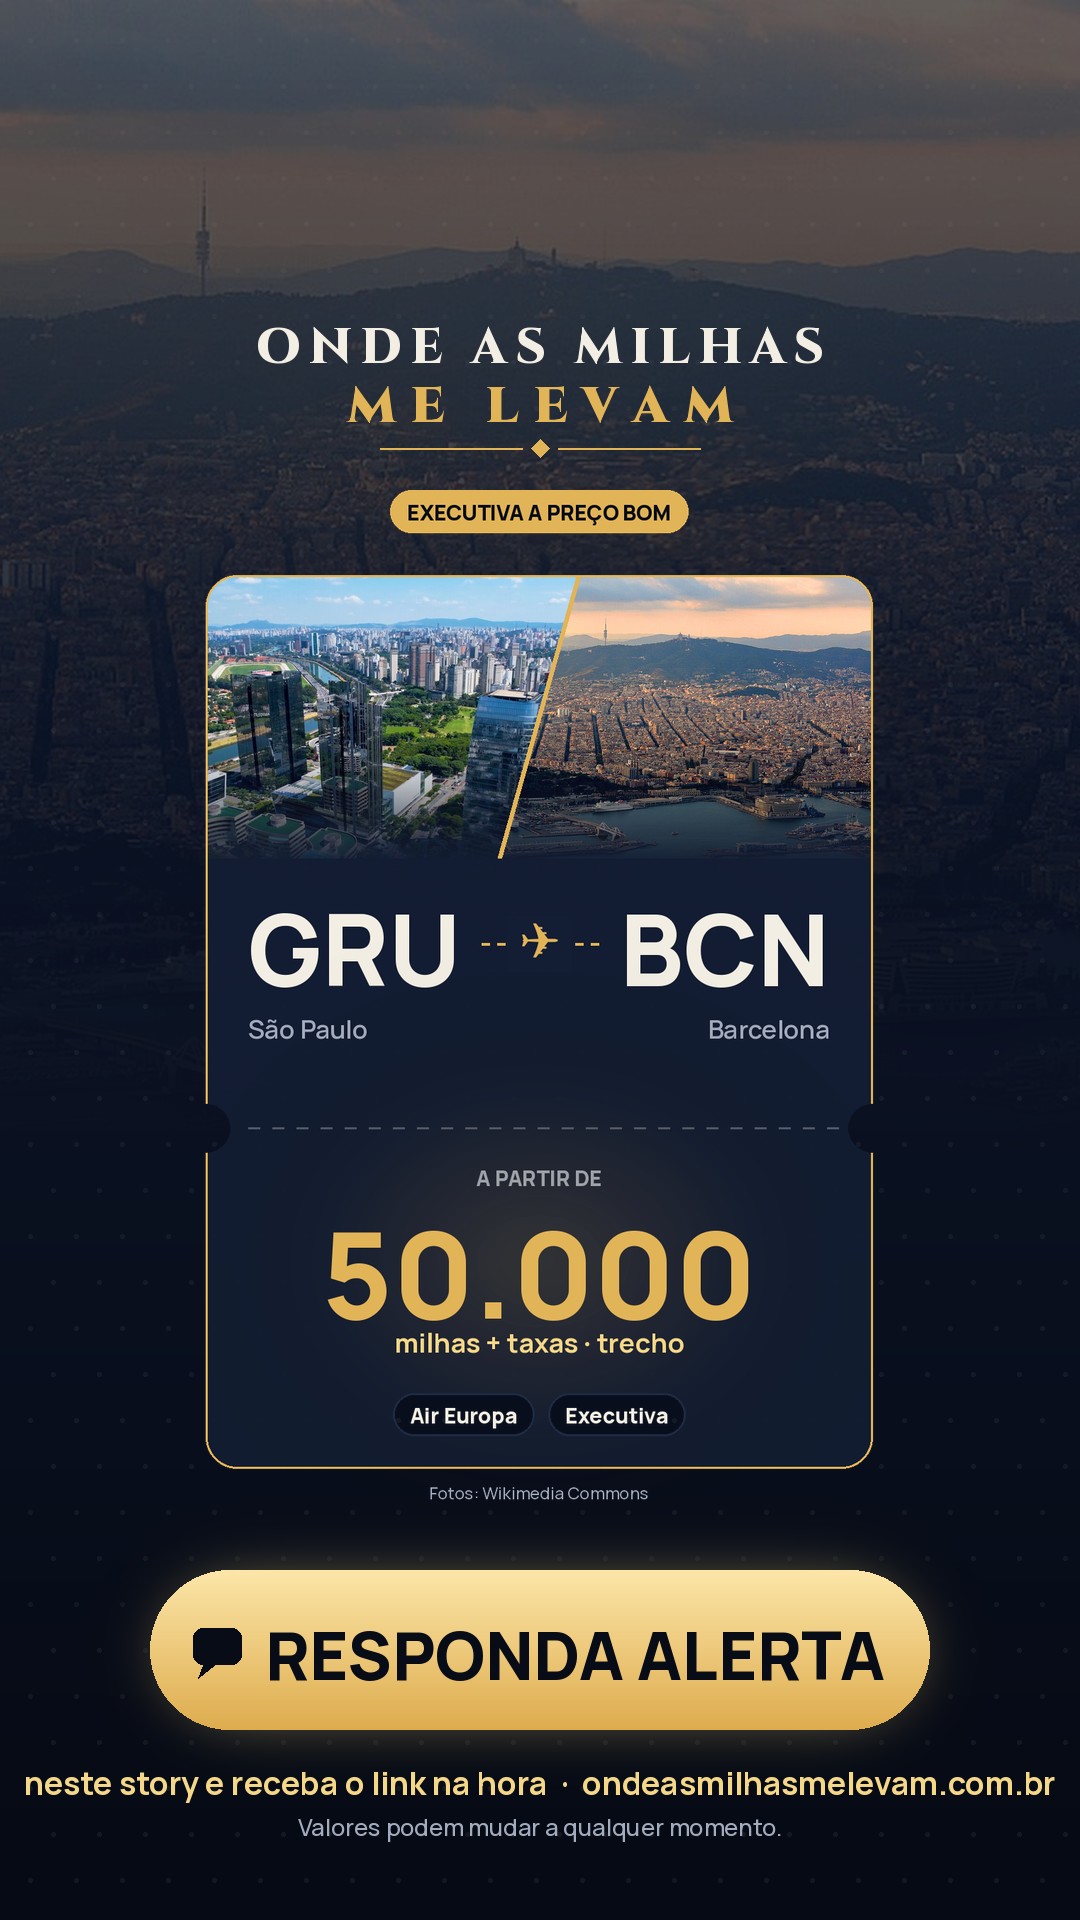 ONDE AS MILHAS
ME LEVAM
EXECUTIVA A PREÇO BOM
GRU -- ✈ -- BCN
São Paulo Barcelona
A PARTIR DE
50.000
milhas + taxas · trecho
Air Europa Executiva
Fotos: Wikimedia Commons
RESPONDA ALERTA
neste story e receba o link na hora · ondeasmilhasmelevam.com.br
Valores podem mudar a qualquer momento.